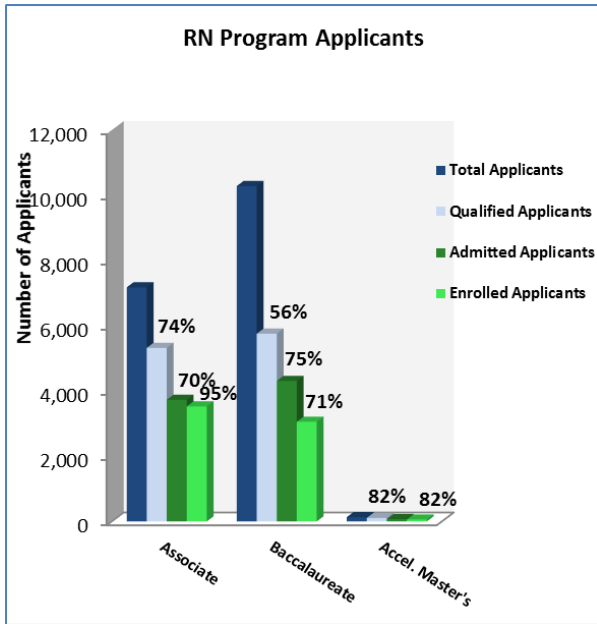 RN Program Applicants
Number of Applicants
12,000
10,000
8,000
6,000
4,000
2,000
0
74%
70%
95%
56%
75%
71%
82%
82%
Associate
Baccalaureate
Accel. Master's
Total Applicants
Qualified Applicants
Admitted Applicants
Enrolled Applicants